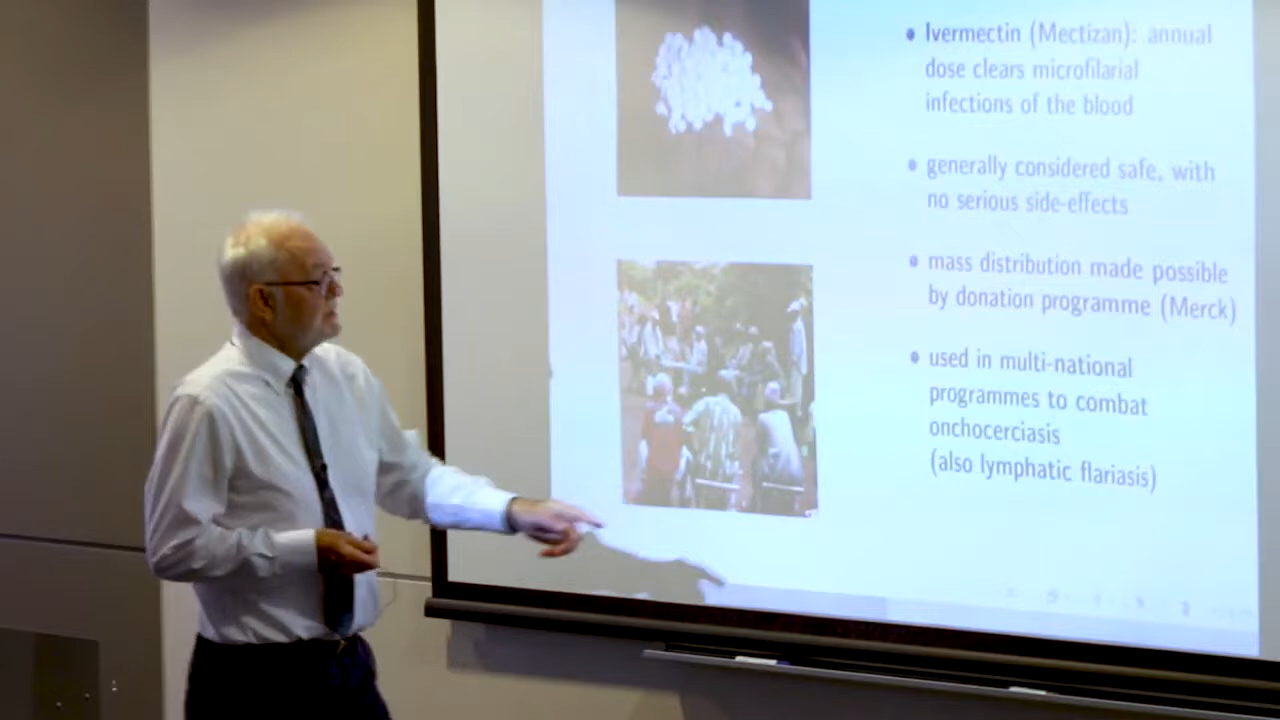 • Ivermectin (Mectizan): annual
dose clears microfilarial
infections of the blood
• generally considered safe, with
no serious side-effects
• mass distribution made possible
by donation programme (Merck)
• used in multi-national
programmes to combat
onchocerciasis
(also lymphatic flariasis)